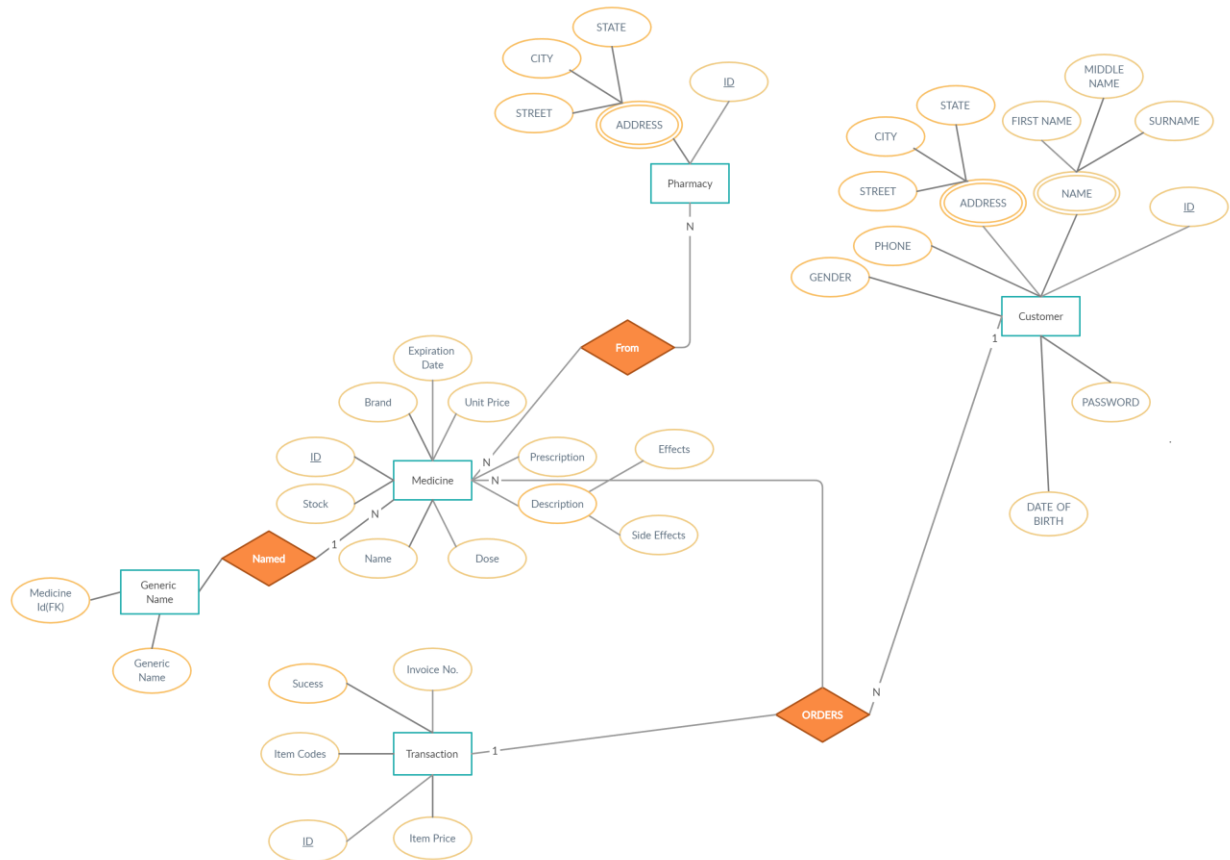 STATE
CITY
ID
STREET
ADDRESS
Pharmacy
N
MIDDLE
NAME
STATE
FIRST NAME
SURNAME
CITY
STREET
ADDRESS
NAME
ID
PHONE
GENDER
Customer
1
PASSWORD
DATE OF
BIRTH
From
Expiration
Date
Brand
Unit Price
ID
Prescription
Effects
N
Medicine
N
Stock
Description
N
Side Effects
Name
Dose
1
Named
Generic
Name
Medicine
Id(FK)
Generic
Name
Invoice No.
Sucess
N
ORDERS
Item Codes
Transaction
1
ID
Item Price